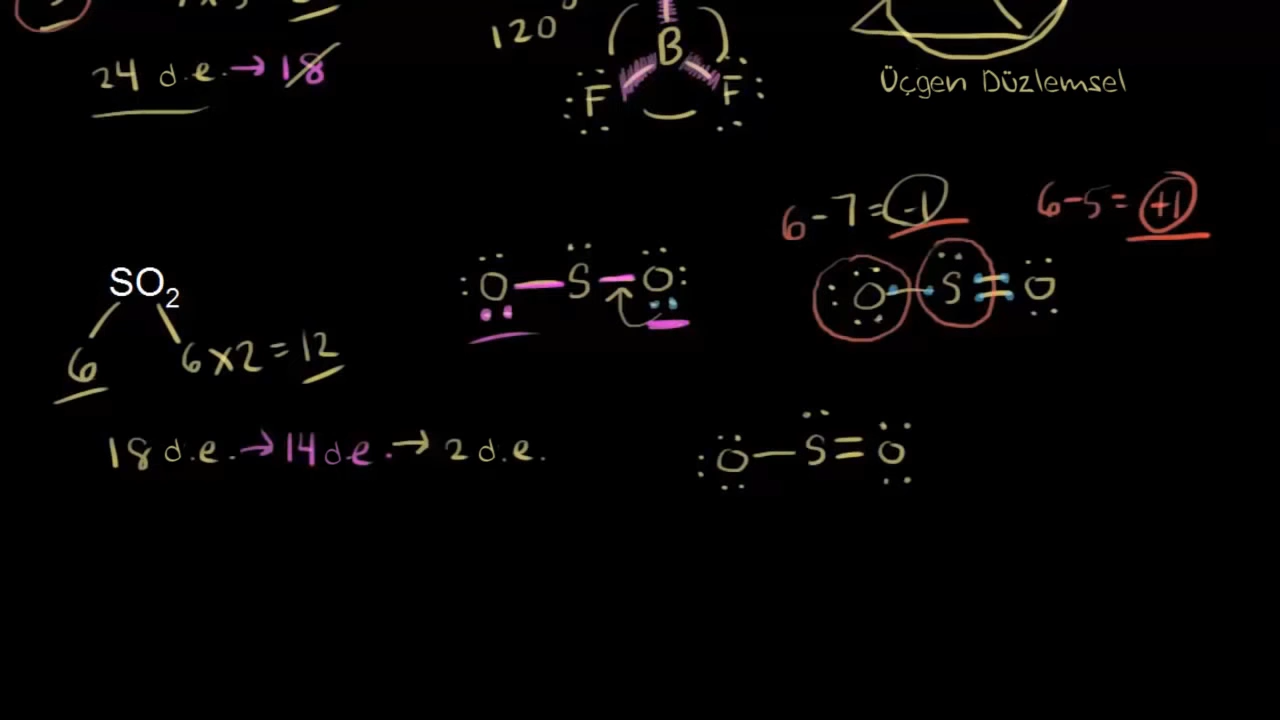 120°
B
24 d.e. → 18
F F
Üçgen Düzlemsel
6-7=-1 6-5=+1
SO₂
O—S—O
O—S=O
6 6x2=12
18 d.e. → 14 d.e. → 2 d.e.
O—S=O